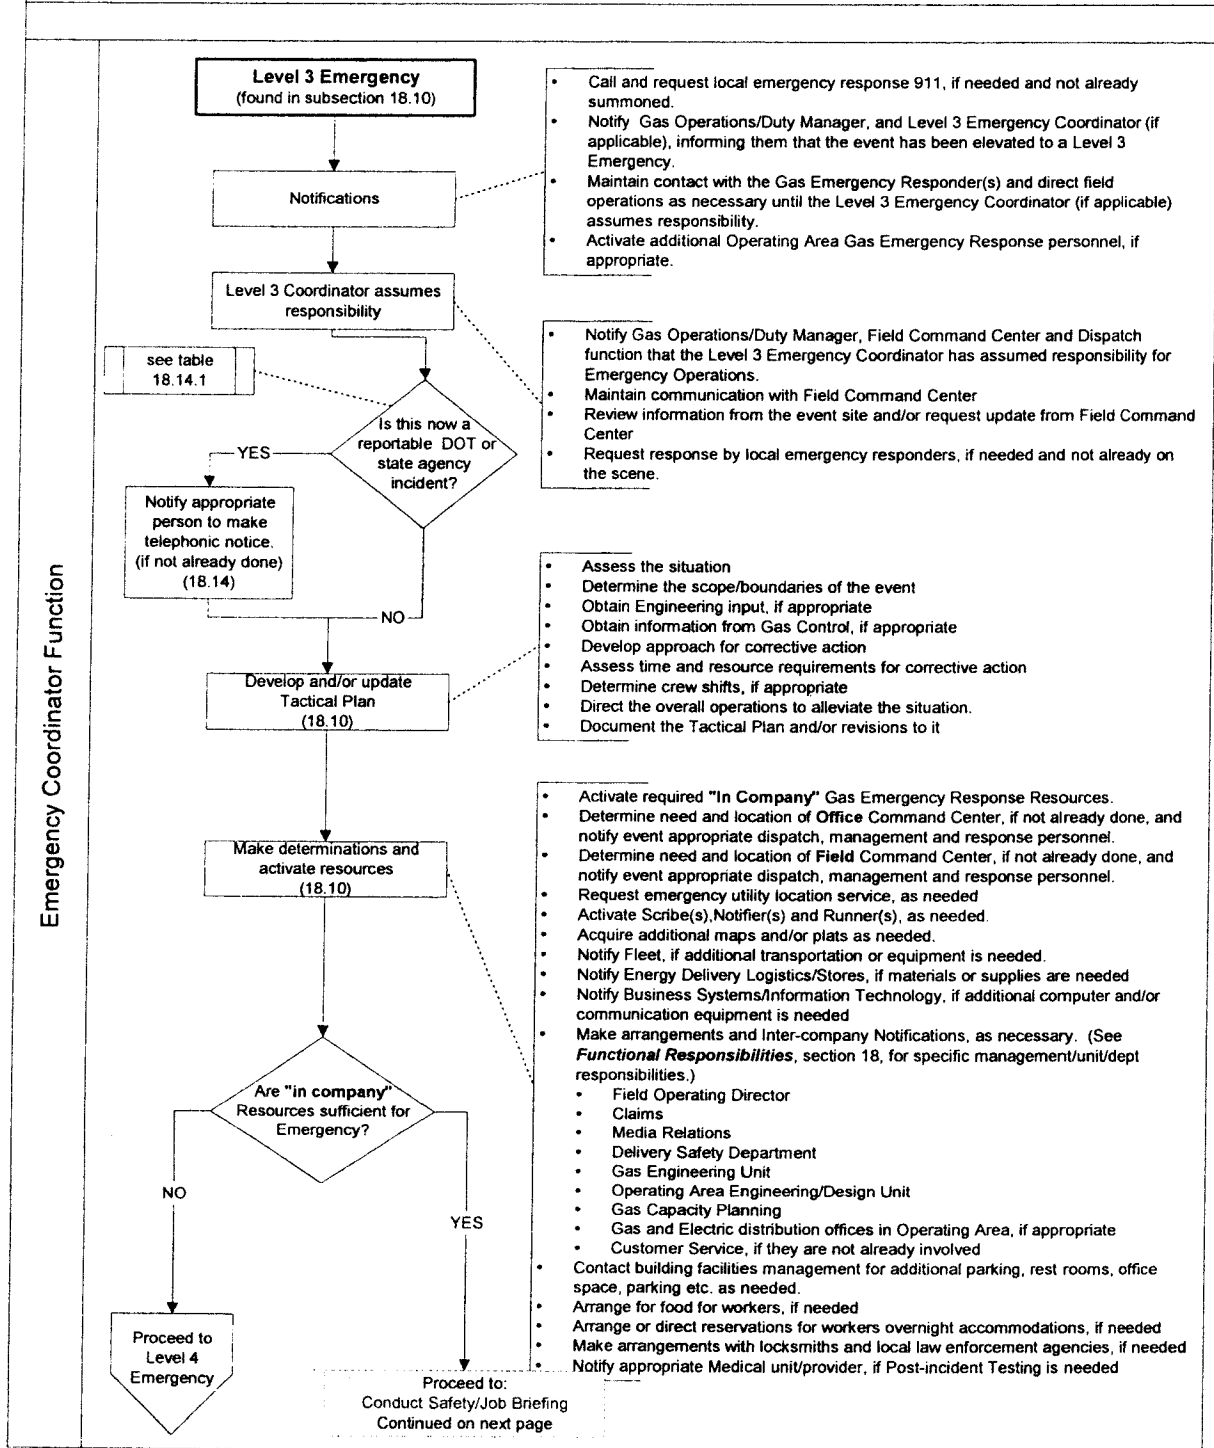 Emergency Coordinator Function
Level 3 Emergency
(found in subsection 18.10)
• Call and request local emergency response 911, if needed and not already
summoned.
• Notify Gas Operations/Duty Manager, and Level 3 Emergency Coordinator (if
applicable), informing them that the event has been elevated to a Level 3
Emergency.
• Maintain contact with the Gas Emergency Responder(s) and direct field
operations as necessary until the Level 3 Emergency Coordinator (if applicable)
assumes responsibility.
• Activate additional Operating Area Gas Emergency Response personnel, if
appropriate.
Notifications
Level 3 Coordinator assumes
responsibility
• Notify Gas Operations/Duty Manager, Field Command Center and Dispatch
function that the Level 3 Emergency Coordinator has assumed responsibility for
Emergency Operations.
• Maintain communication with Field Command Center
• Review information from the event site and/or request update from Field Command
Center
• Request response by local emergency responders, if needed and not already on
the scene.
see table
18.14.1
Is this now a
reportable DOT or
state agency
incident?
YES
Notify appropriate
person to make
telephonic notice.
(if not already done)
(18.14)
NO
• Assess the situation
• Determine the scope/boundaries of the event
• Obtain Engineering input, if appropriate
• Obtain information from Gas Control, if appropriate
• Develop approach for corrective action
• Assess time and resource requirements for corrective action
• Determine crew shifts, if appropriate
• Direct the overall operations to alleviate the situation.
• Document the Tactical Plan and/or revisions to it
Develop and/or update
Tactical Plan
(18.10)
Make determinations and
activate resources
(18.10)
• Activate required "In Company" Gas Emergency Response Resources.
• Determine need and location of Office Command Center, if not already done, and
notify event appropriate dispatch, management and response personnel.
• Determine need and location of Field Command Center, if not already done, and
notify event appropriate dispatch, management and response personnel.
• Request emergency utility location service, as needed
• Activate Scribe(s),Notifier(s) and Runner(s), as needed.
• Acquire additional maps and/or plats as needed.
• Notify Fleet, if additional transportation or equipment is needed.
• Notify Energy Delivery Logistics/Stores, if materials or supplies are needed
• Notify Business Systems/Information Technology, if additional computer and/or
communication equipment is needed
• Make arrangements and Inter-company Notifications, as necessary. (See
Functional Responsibilities, section 18, for specific management/unit/dept
responsibilities.)
• Field Operating Director
• Claims
• Media Relations
• Delivery Safety Department
• Gas Engineering Unit
• Operating Area Engineering/Design Unit
• Gas Capacity Planning
• Gas and Electric distribution offices in Operating Area, if appropriate
• Customer Service, if they are not already involved
• Contact building facilities management for additional parking, rest rooms, office
space, parking etc. as needed.
• Arrange for food for workers, if needed
• Arrange or direct reservations for workers overnight accommodations, if needed
• Make arrangements with locksmiths and local law enforcement agencies, if needed
• Notify appropriate Medical unit/provider, if Post-incident Testing is needed
Are "in company"
Resources sufficient for
Emergency?
NO
YES
Proceed to
Level 4
Emergency
Proceed to:
Conduct Safety/Job Briefing
Continued on next page